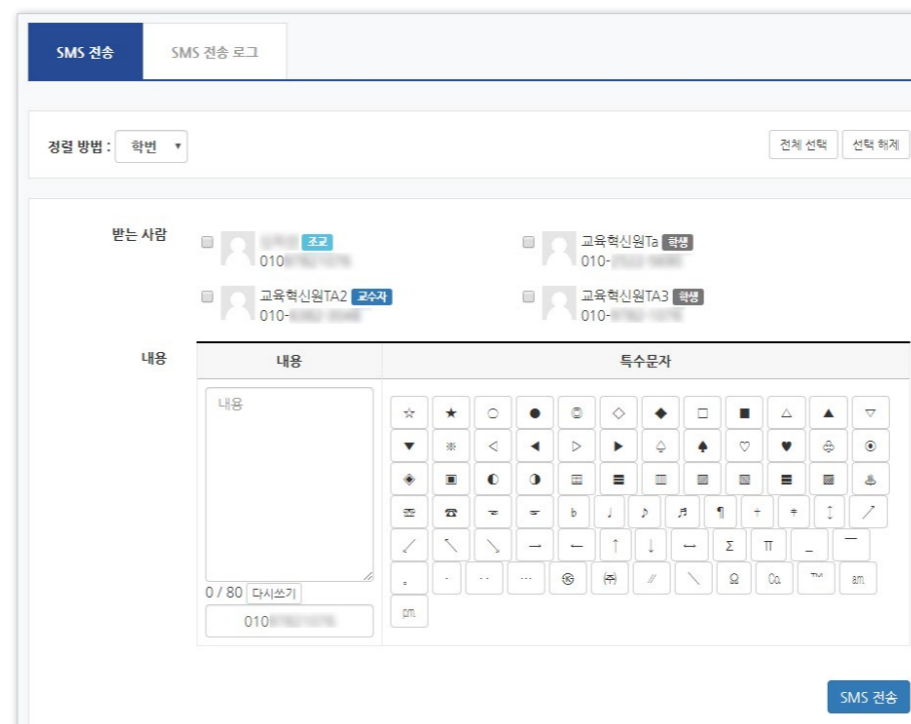 SMS 전송 SMS 전송 로그
정렬 방법 : 학번 전체 선택 선택 해제
받는 사람
조교
010
교육혁신원Ta 학생
010-
교육혁신원TA2 교수자
010-
교육혁신원TA3 학생
010-
내용
내용 특수문자
내용
☆ ★ ○ ● ◎ ◇ ◆ □ ■ △ ▲ ▽
▼ ※ ◁ ◀ ▷ ▶ ♤ ♠ ♡ ♥ ♧ ⊙
◈ ▣ ◐ ◑ ▦ ▤ ▥ ▨ ▧ ▩ ♨
☏ ☎ ☜ ☞ ♭ ♩ ♪ ♬ ¶ † ‡ ↕ ↗
↙ ↖ ↘ → ← ↑ ↓ ↔ Σ Π _ ¯
。 · ‥ … ㉿ ㈜ ∥ ＼ Ω ㏇ ™ ㏂
㏘
0 / 80 다시쓰기
010
SMS 전송